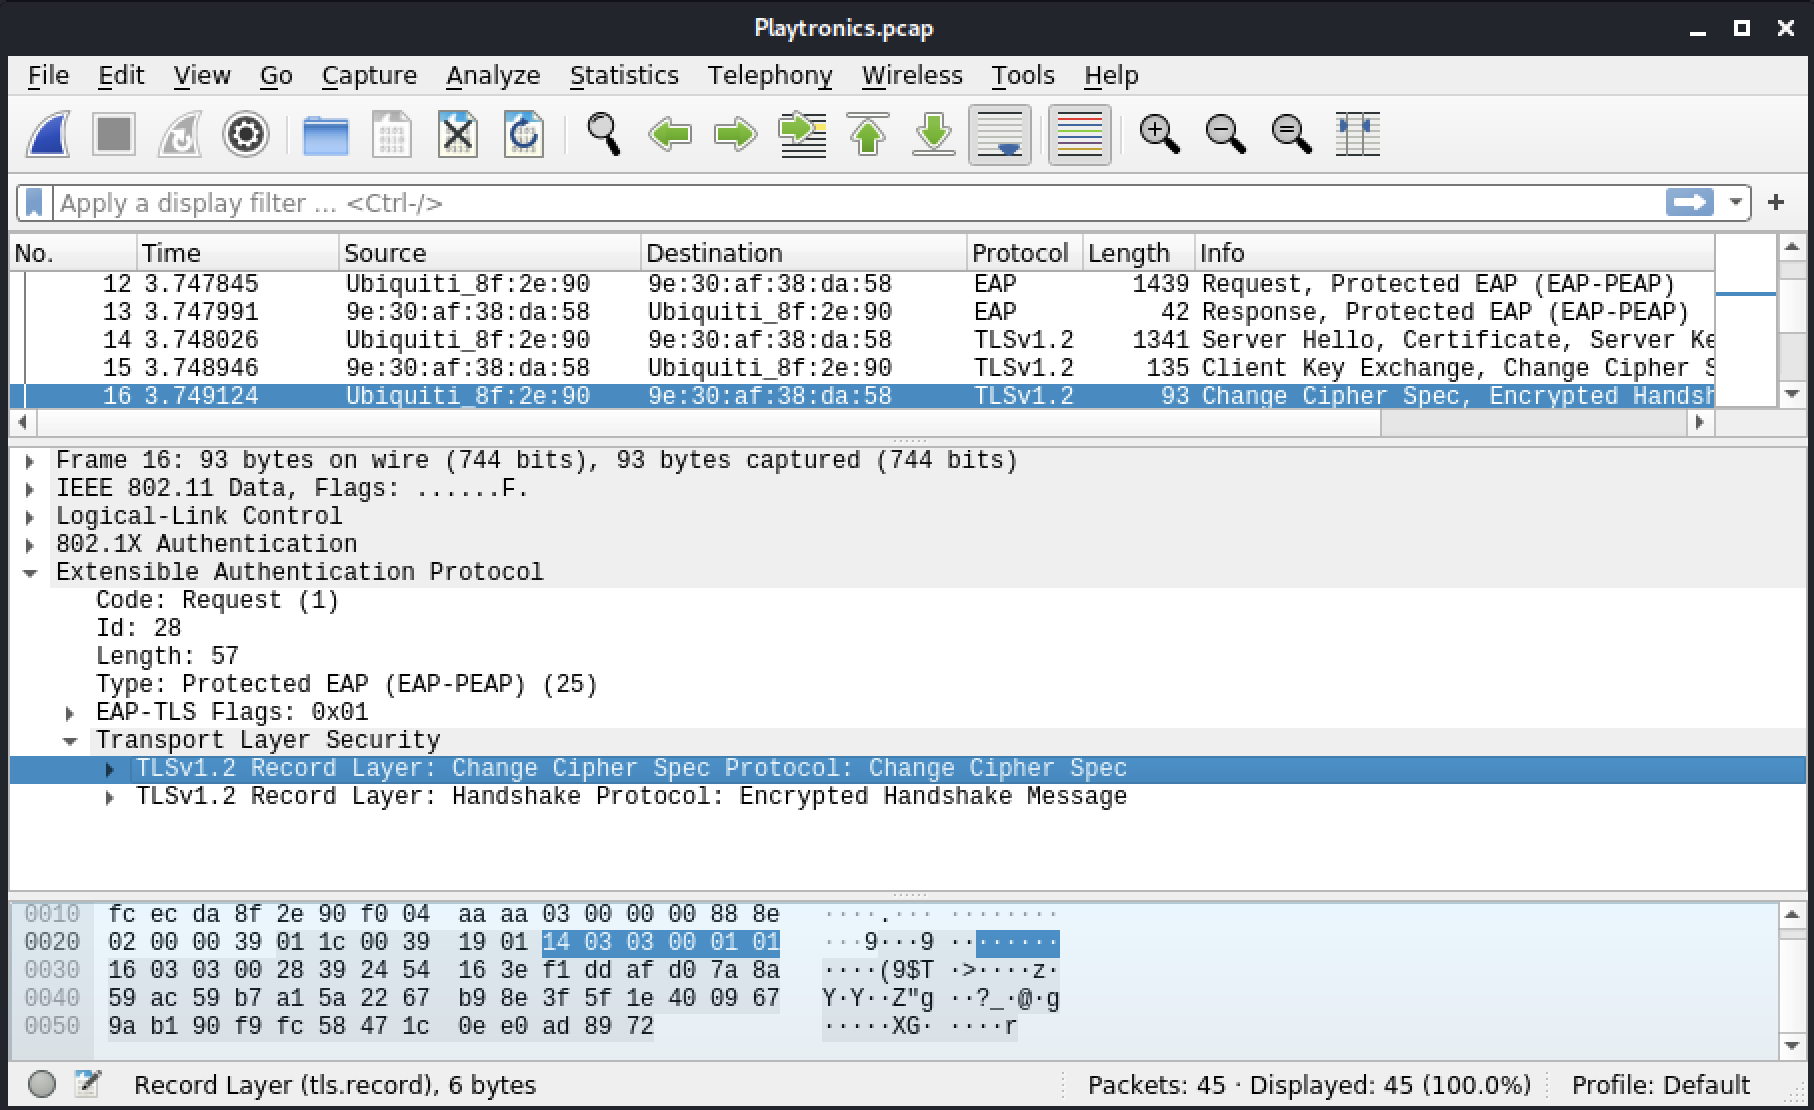 Playtronics.pcap
File Edit View Go Capture Analyze Statistics Telephony Wireless Tools Help
Apply a display filter ... <Ctrl-/>
No. Time Source Destination Protocol Length Info
12 3.747845 Ubiquiti_8f:2e:90 9e:30:af:38:da:58 EAP 1439 Request, Protected EAP (EAP-PEAP)
13 3.747991 9e:30:af:38:da:58 Ubiquiti_8f:2e:90 EAP 42 Response, Protected EAP (EAP-PEAP)
14 3.748026 Ubiquiti_8f:2e:90 9e:30:af:38:da:58 TLSv1.2 1341 Server Hello, Certificate, Server Ke
15 3.748946 9e:30:af:38:da:58 Ubiquiti_8f:2e:90 TLSv1.2 135 Client Key Exchange, Change Cipher S
16 3.749124 Ubiquiti_8f:2e:90 9e:30:af:38:da:58 TLSv1.2 93 Change Cipher Spec, Encrypted Handsh
Frame 16: 93 bytes on wire (744 bits), 93 bytes captured (744 bits)
IEEE 802.11 Data, Flags: ......F.
Logical-Link Control
802.1X Authentication
Extensible Authentication Protocol
Code: Request (1)
Id: 28
Length: 57
Type: Protected EAP (EAP-PEAP) (25)
EAP-TLS Flags: 0x01
Transport Layer Security
TLSv1.2 Record Layer: Change Cipher Spec Protocol: Change Cipher Spec
TLSv1.2 Record Layer: Handshake Protocol: Encrypted Handshake Message
0010 fc ec da 8f 2e 90 f0 04 aa aa 03 00 00 00 88 8e ····.··· ········
0020 02 00 00 39 01 1c 00 39 19 01 14 03 03 00 01 01 ···9···9 ········
0030 16 03 03 00 28 39 24 54 16 3e f1 dd af d0 7a 8a ····(9$T ·>····z·
0040 59 ac 59 b7 a1 5a 22 67 b9 8e 3f 5f 1e 40 09 67 Y·Y··Z"g ··?_·@·g
0050 9a b1 90 f9 fc 58 47 1c 0e e0 ad 89 72 ·····XG· ····r
Record Layer (tls.record), 6 bytes Packets: 45 · Displayed: 45 (100.0%) Profile: Default